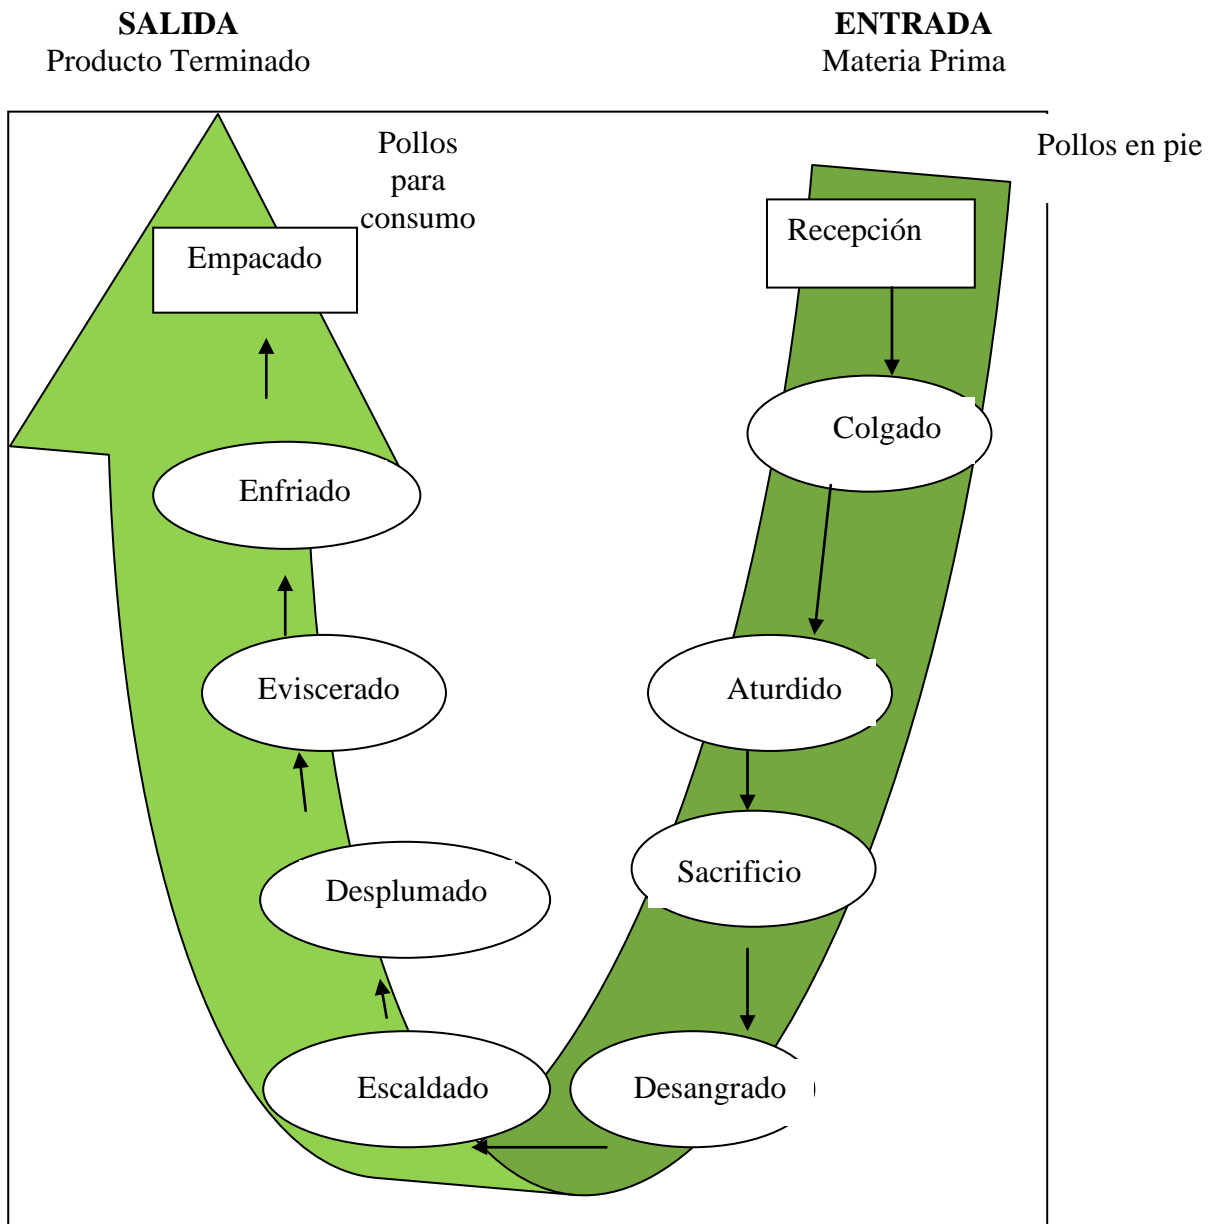 SALIDA
Producto Terminado
ENTRADA
Materia Prima
Pollos en pie
Pollos
para
consumo
Recepción
Colgado
Aturdido
Sacrificio
Desangrado
Escaldado
Desplumado
Eviscerado
Enfriado
Empacado